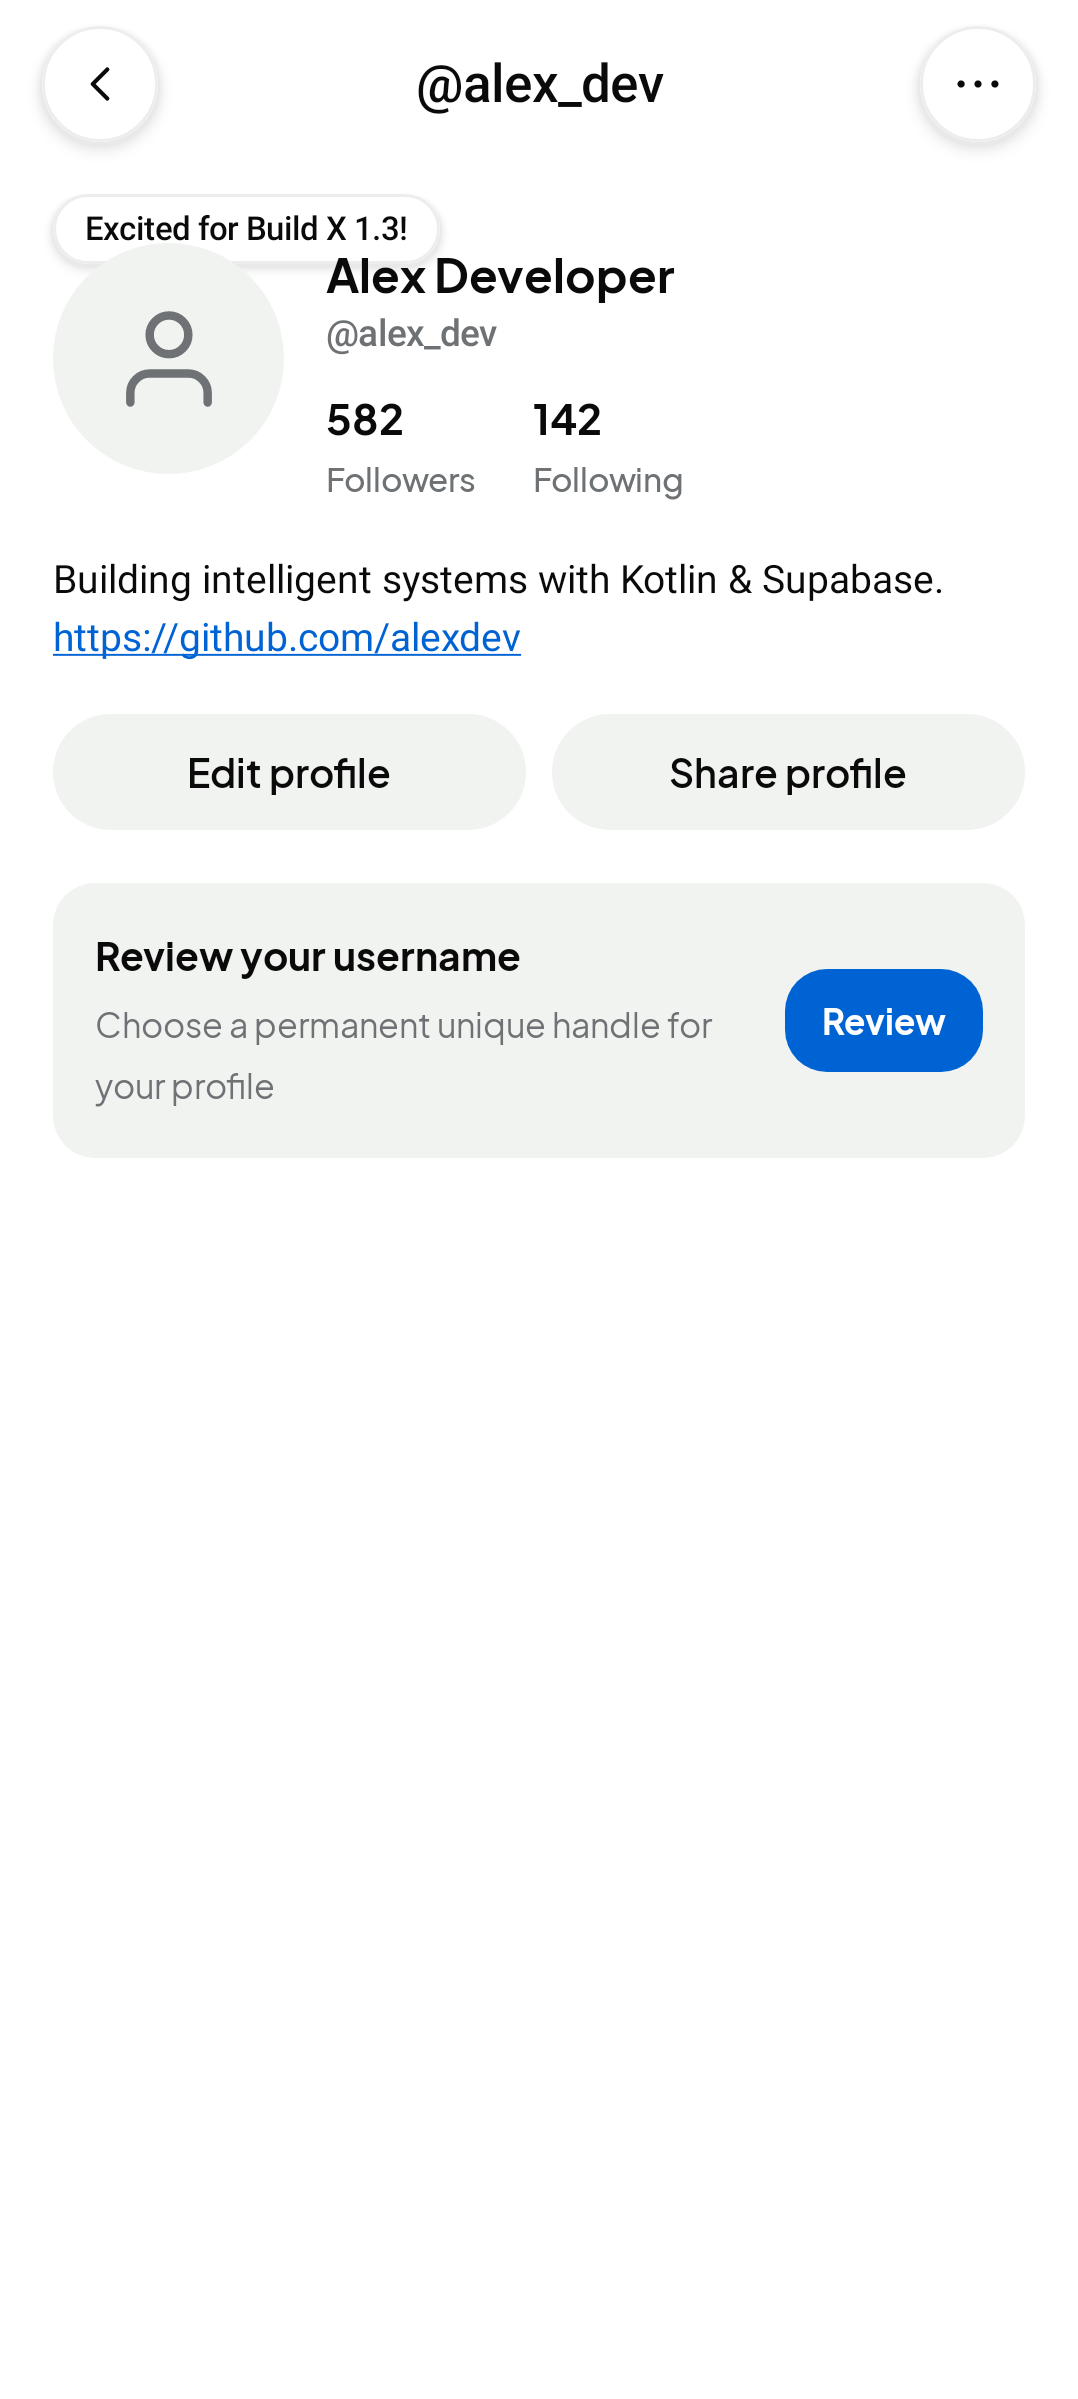 @alex_dev
Excited for Build X 1.3!
Alex Developer
@alex_dev
582 142
Followers Following
Building intelligent systems with Kotlin & Supabase.
https://github.com/alexdev
Edit profile Share profile
Review your username
Choose a permanent unique handle for
your profile
Review